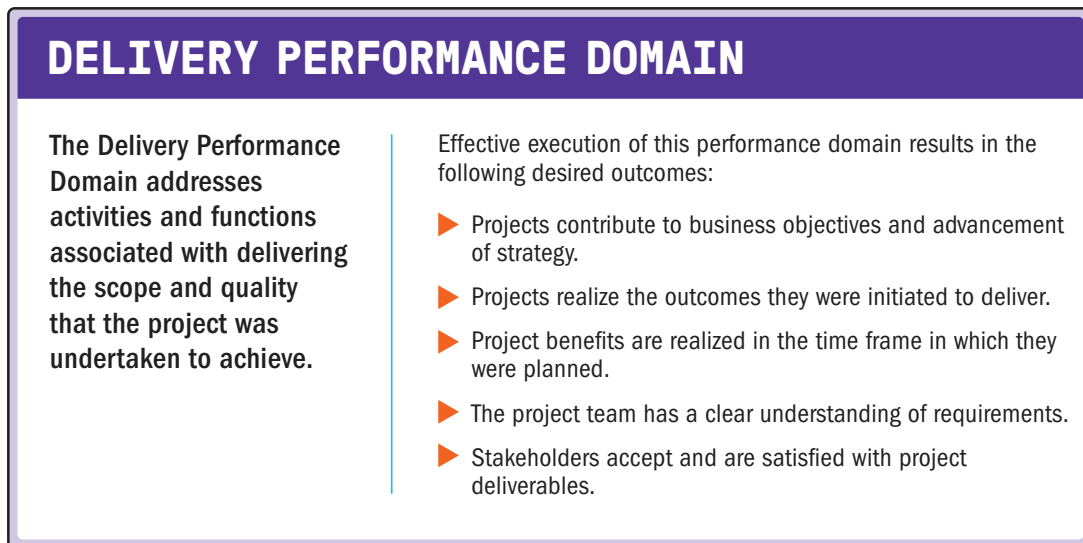 DELIVERY PERFORMANCE DOMAIN
The Delivery Performance
Domain addresses
activities and functions
associated with delivering
the scope and quality
that the project was
undertaken to achieve.
Effective execution of this performance domain results in the
following desired outcomes:
Projects contribute to business objectives and advancement
of strategy.
Projects realize the outcomes they were initiated to deliver.
Project benefits are realized in the time frame in which they
were planned.
The project team has a clear understanding of requirements.
Stakeholders accept and are satisfied with project
deliverables.